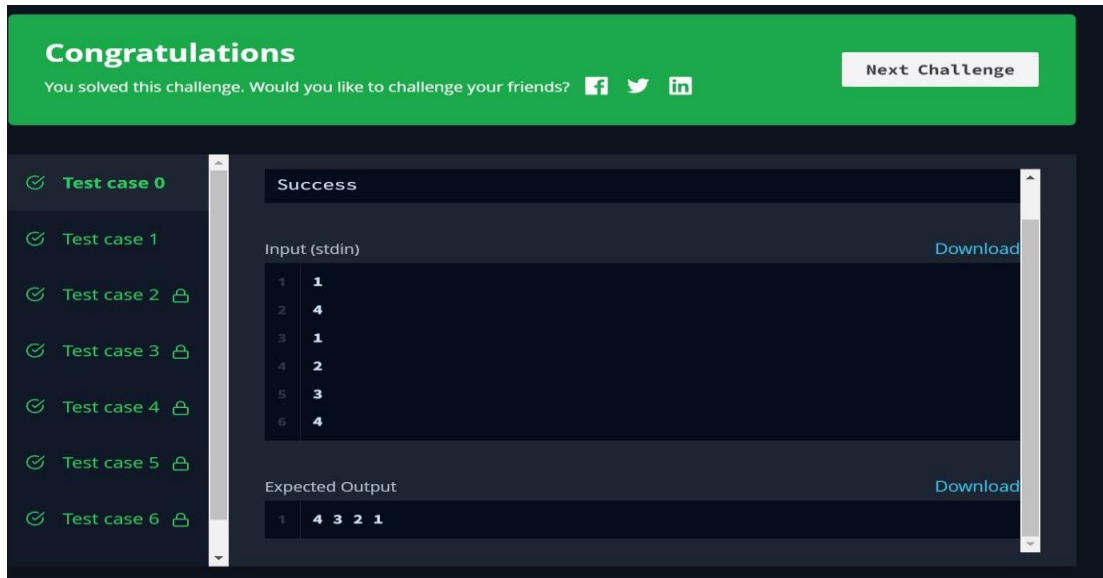 Congratulations
You solved this challenge. Would you like to challenge your friends?
Next Challenge
Test case 0
Test case 1
Test case 2
Test case 3
Test case 4
Test case 5
Test case 6
Success
Input (stdin)
Download
1 1
2 4
3 1
4 2
5 3
6 4
Expected Output
Download
1 4 3 2 1